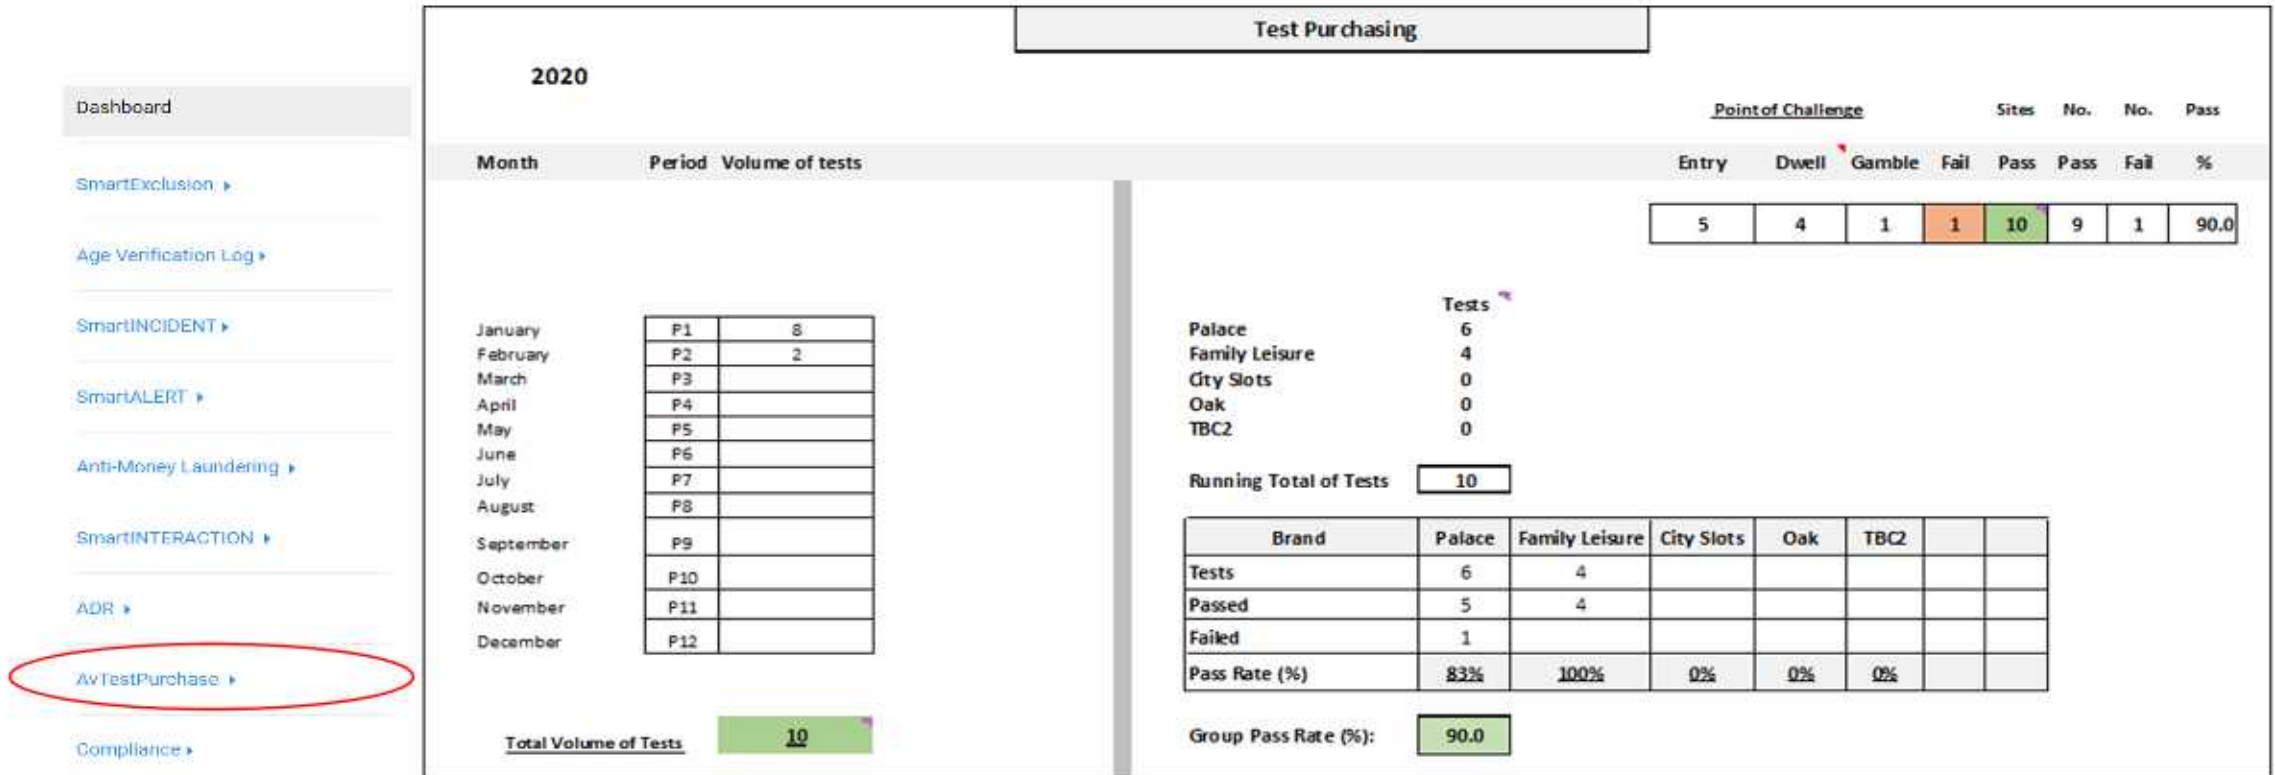 Dashboard
SmartExclusion
Age Verification Log
SmartINCIDENT
SmartALERT
Anti-Money Laundering
SmartINTERACTION
ADR
AvTestPurchase
Compliance
Test Purchasing
2020
Point of Challenge Sites No. No. Pass
Month Period Volume of tests Entry Dwell Gamble Fail Pass Pass Fail %
5 4 1 1 10 9 1 90.0
January P1 8
February P2 2
March P3
April P4
May P5
June P6
July P7
August P8
September P9
October P10
November P11
December P12
Total Volume of Tests 10
Tests
Palace 6
Family Leisure 4
City Slots 0
Oak 0
TBC2 0
Running Total of Tests 10
Brand Palace Family Leisure City Slots Oak TBC2
Tests 6 4
Passed 5 4
Failed 1
Pass Rate (%) 83% 100% 0% 0% 0%
Group Pass Rate (%): 90.0